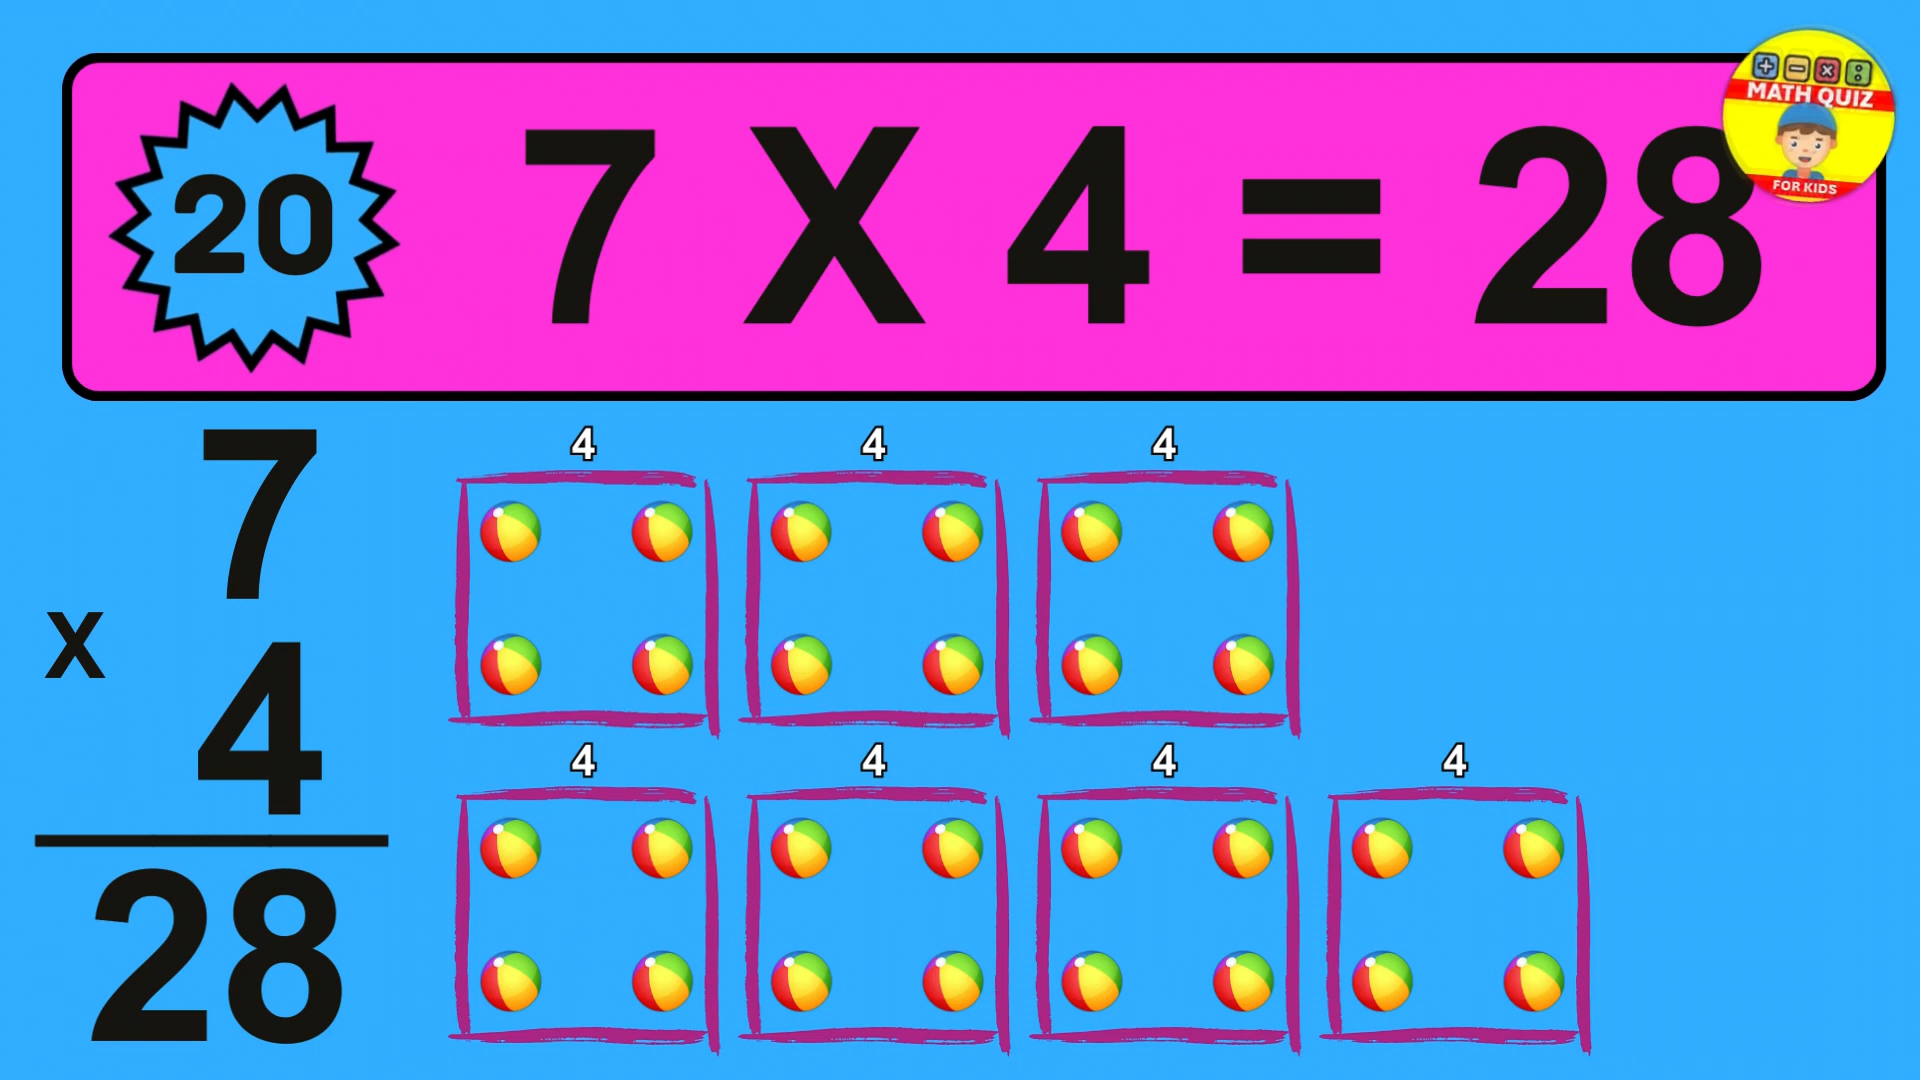 20
7 X 4 = 28
+ - x :
MATH QUIZ
FOR KIDS
7
x
4
28
4 4 4
4 4 4 4